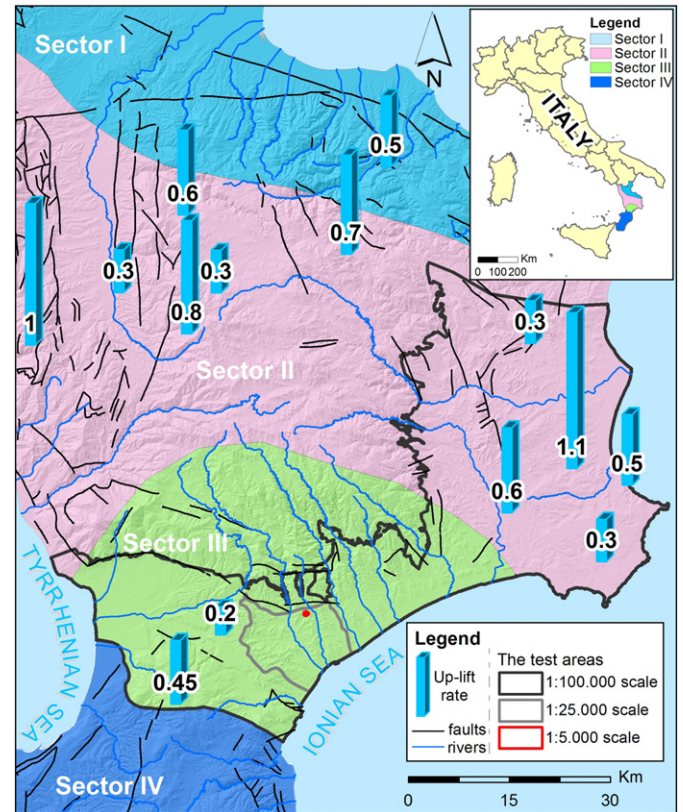 Sector I
N
Legend
Sector I
Sector II
Sector III
Sector IV
ITALY
Km
0 100 200
0.5
0.6
0.7
1
0.3
0.8
0.3
Sector II
0.3
1.1
0.6
0.5
0.3
Sector III
0.2
0.45
TYRRHENIAN SEA
IONIAN SEA
Sector IV
Legend
Up-lift
rate
faults
rivers
The test areas
1:100.000 scale
1:25.000 scale
1:5.000 scale
Km
0 15 30